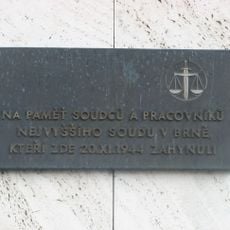 NA PAMĚŤ SOUDCŮ A PRACOVNÍKŮ
NEJVYŠŠÍHO SOUDU V BRNĚ,
KTEŘÍ ZDE 20.XI.1944 ZAHYNULI